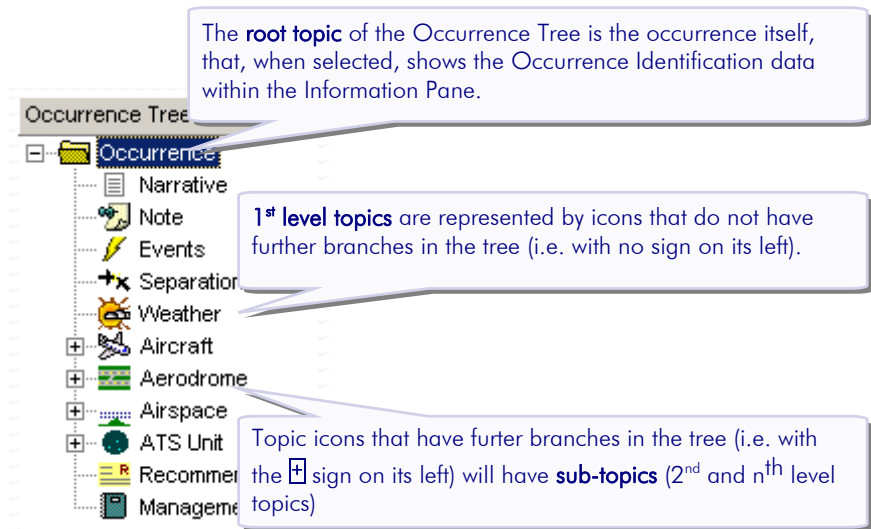 The root topic of the Occurrence Tree is the occurrence itself,
that, when selected, shows the Occurrence Identification data
within the Information Pane.
Occurrence Tree
Occurrence
Narrative
Note
Events
Separation
Weather
Aircraft
Aerodrome
Airspace
ATS Unit
Recommen
Manageme
1st level topics are represented by icons that do not have
further branches in the tree (i.e. with no sign on its left).
Topic icons that have furter branches in the tree (i.e. with
the + sign on its left) will have sub-topics (2nd and nth level
topics)